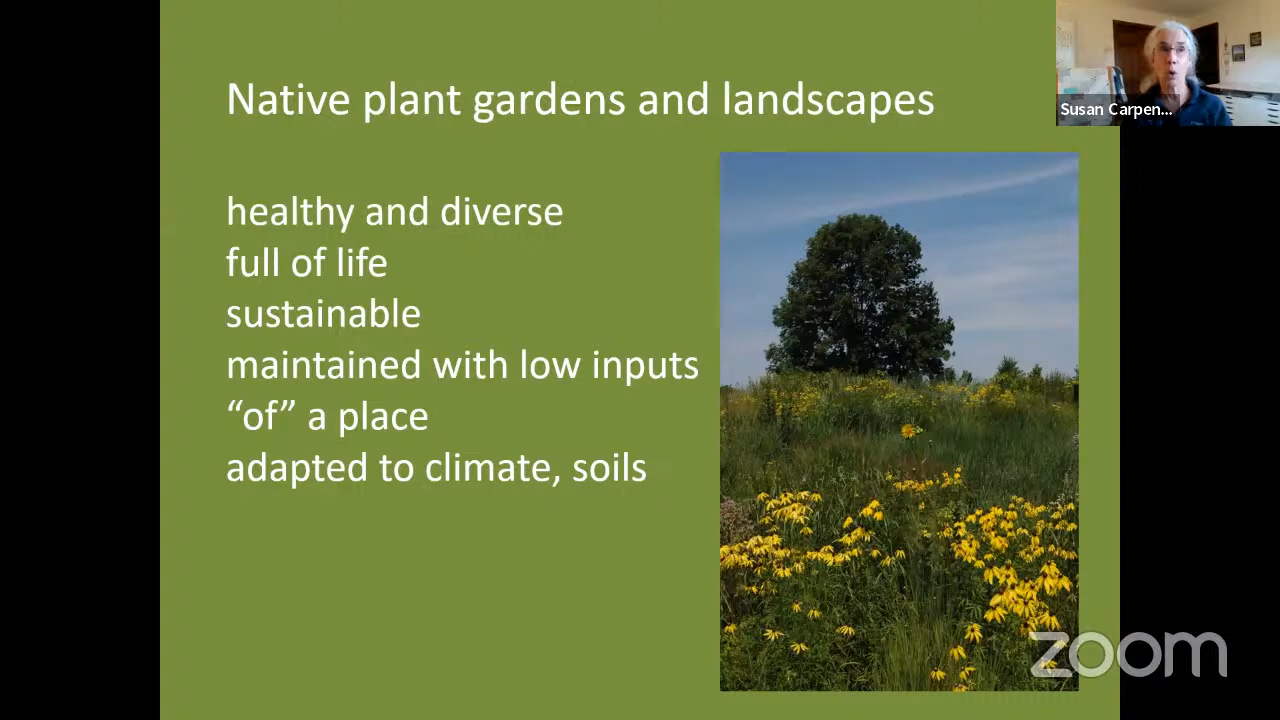 Native plant gardens and landscapes
Susan Carpen...
healthy and diverse
full of life
sustainable
maintained with low inputs
“of” a place
adapted to climate, soils
zoom